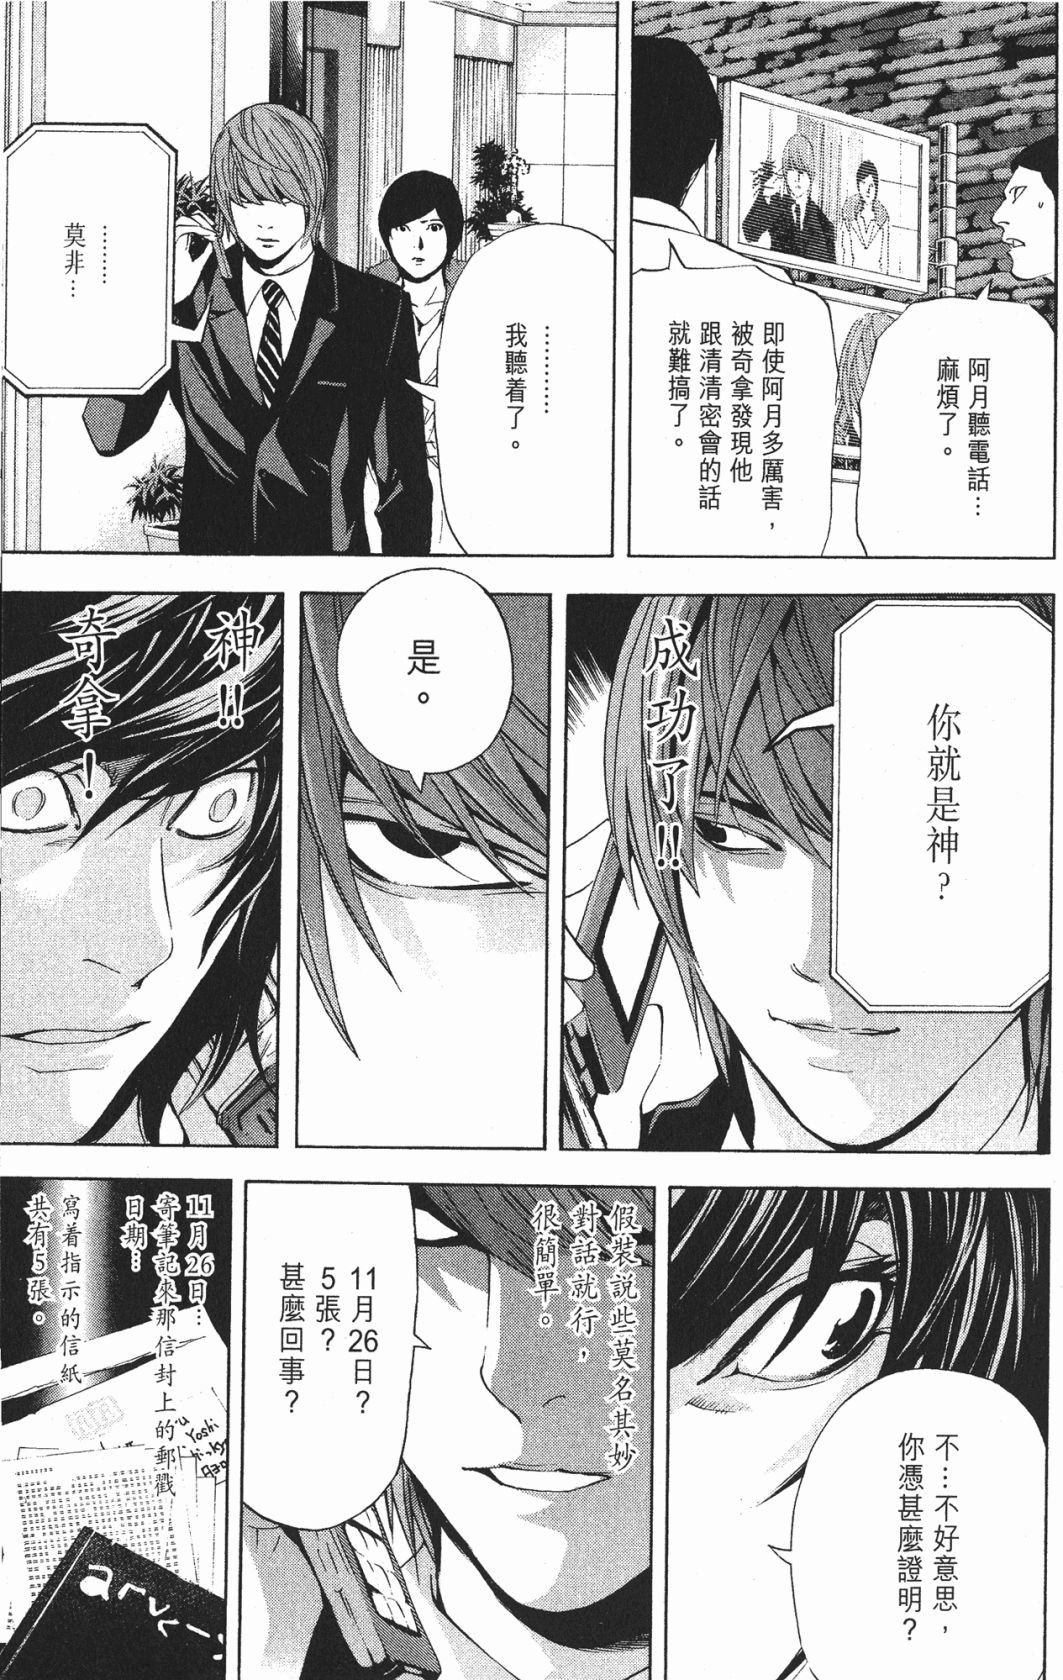 阿月聽電話…
麻煩了。
即使阿月多厲害，
被奇拿發現他
跟清清密會的話
就難搞了。
…………
我聽着了。
………
莫非…
你就是神?
成功了!!
是。
神!!
奇拿！
不…不好意思，
你憑甚麼證明？
假裝説些莫名其妙
對話就行，
很簡單。
11月26日？
5張？
甚麼回事？
11月26日…
寄筆記來那信封上的郵戳
日期…
寫着指示的信紙
共有5張。
Yoshi